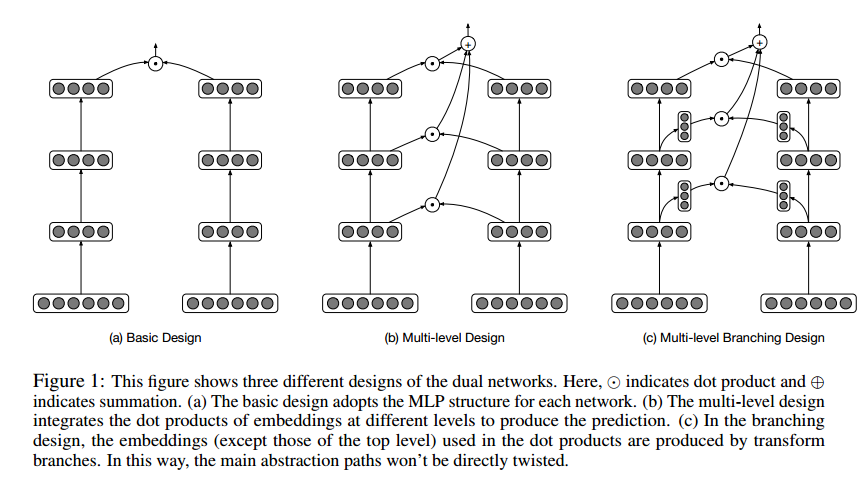 (a) Basic Design
(b) Multi-level Design
(c) Multi-level Branching Design
Figure 1: This figure shows three different designs of the dual networks. Here, ⊙ indicates dot product and ⊕
indicates summation. (a) The basic design adopts the MLP structure for each network. (b) The multi-level design
integrates the dot products of embeddings at different levels to produce the prediction. (c) In the branching
design, the embeddings (except those of the top level) used in the dot products are produced by transform
branches. In this way, the main abstraction paths won't be directly twisted.